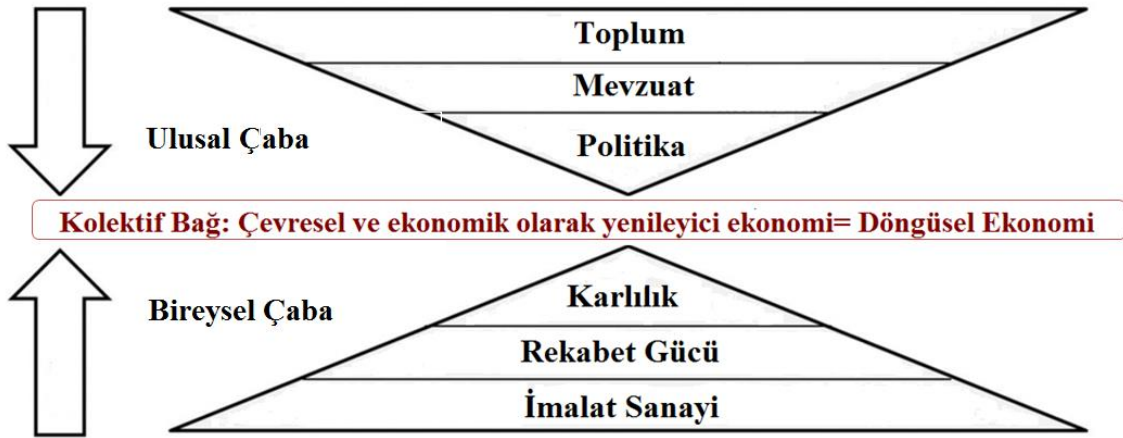 Toplum
Mevzuat
Ulusal Çaba
Politika
Kolektif Bağ: Çevresel ve ekonomik olarak yenileyici ekonomi= Döngüsel Ekonomi
Karlılık
Bireysel Çaba
Rekabet Gücü
İmalat Sanayi